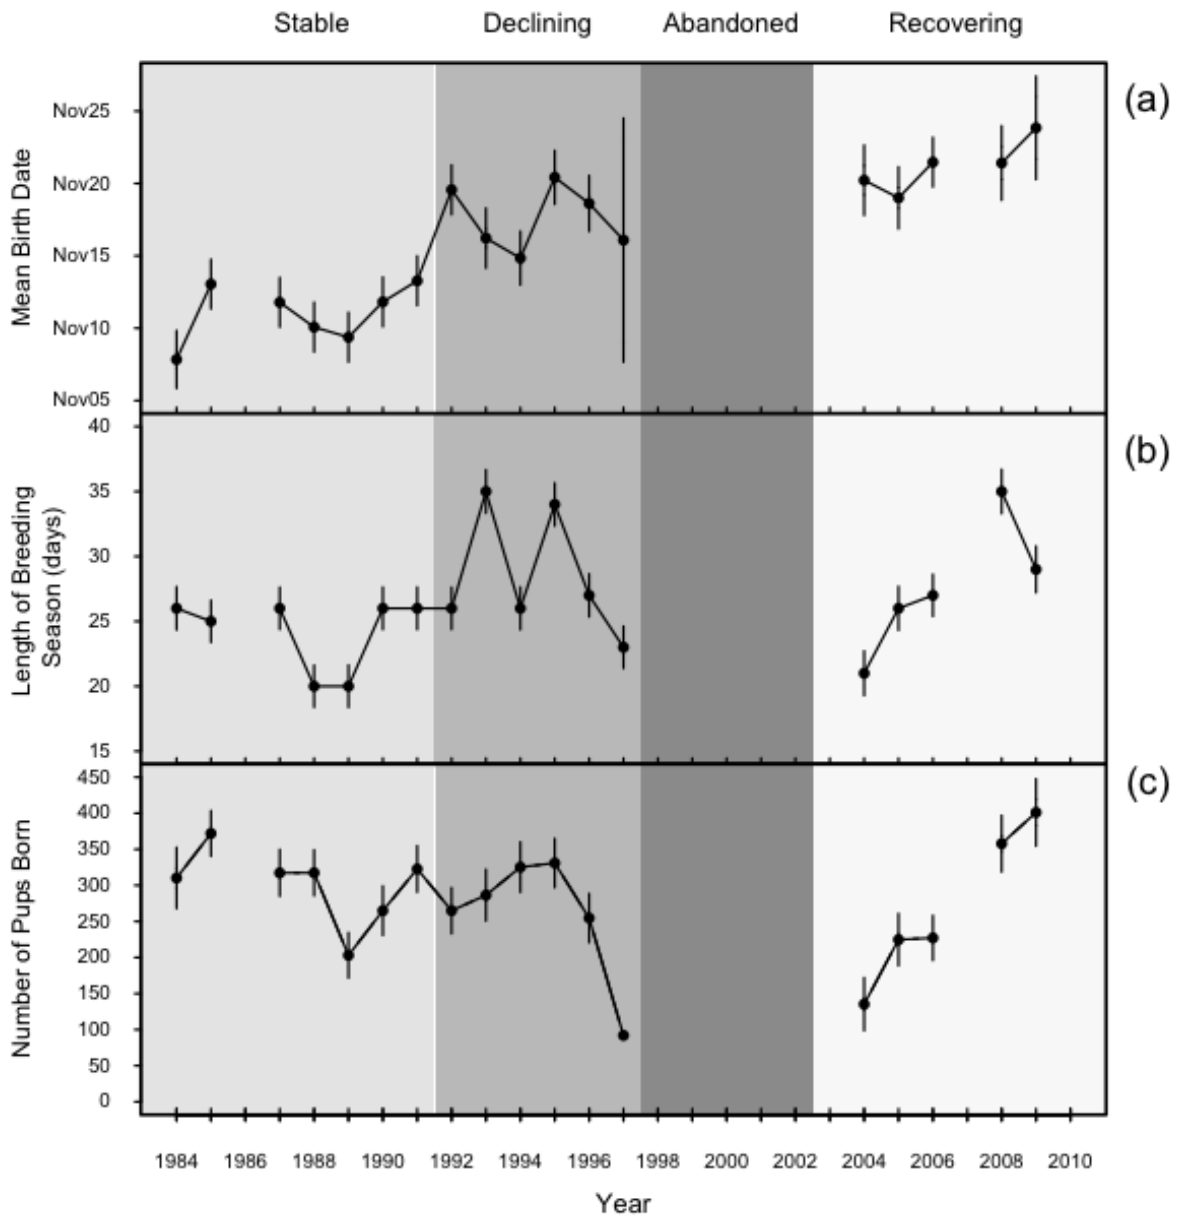 Stable Declining Abandoned Recovering
(a)
Mean Birth Date
Nov25
Nov20
Nov15
Nov10
Nov05
(b)
Length of Breeding
Season (days)
40
35
30
25
20
15
(c)
Number of Pups Born
450
400
350
300
250
200
150
100
50
0
1984 1986 1988 1990 1992 1994 1996 1998 2000 2002 2004 2006 2008 2010
Year